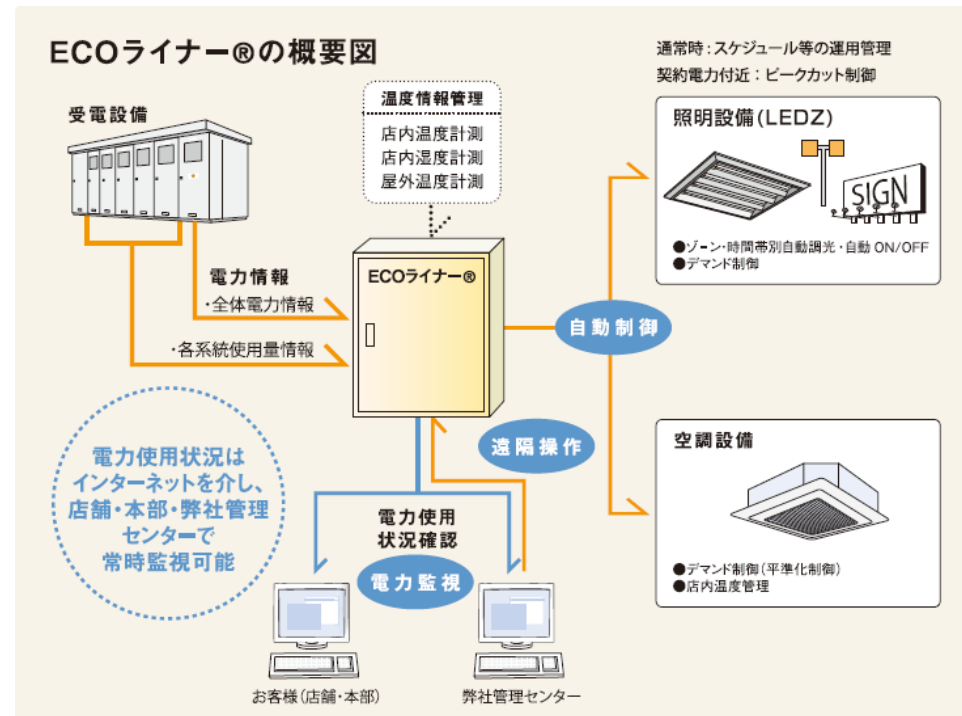 ECOライナー®の概要図
通常時：スケジュール等の運用管理
契約電力付近：ピークカット制御
受電設備
温度情報管理
店内温度計測
店内湿度計測
屋外温度計測
照明設備(LEDZ)
SIGN
●ゾーン・時間帯別自動調光・自動ON/OFF
●デマンド制御
電力情報
・全体電力情報
・各系統使用量情報
ECOライナー®
自動制御
遠隔操作
電力使用状況は
インターネットを介し、
店舗・本部・弊社管理
センターで
常時監視可能
電力使用
状況確認
電力監視
空調設備
●デマンド制御(平準化制御)
●店内温度管理
お客様(店舗・本部)
弊社管理センター